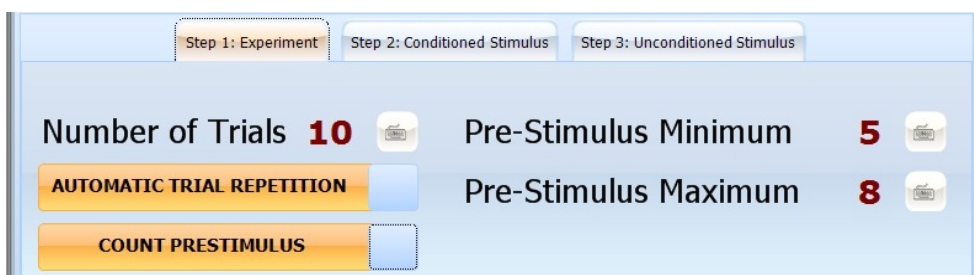 Step 1: Experiment Step 2: Conditioned Stimulus Step 3: Unconditioned Stimulus
Number of Trials 10 Pre-Stimulus Minimum 5
AUTOMATIC TRIAL REPETITION Pre-Stimulus Maximum 8
COUNT PRESTIMULUS